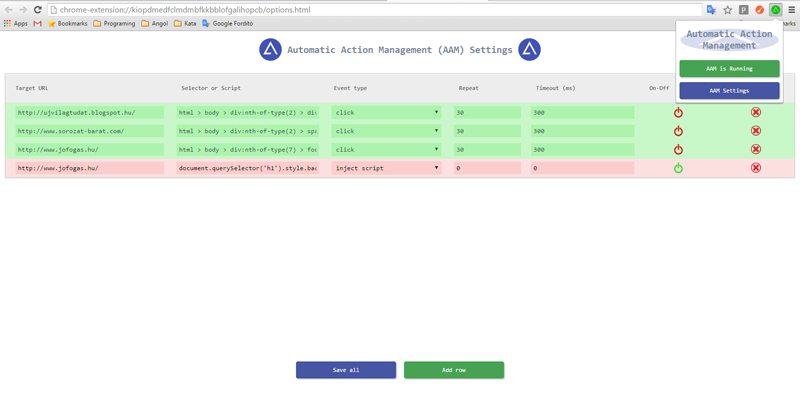 chrome-extension://kiopdmedfclmdmbfkkbblofgalihopcb/options.html
Apps M Gmail Bookmarks Programing Angol Kata Google Fordító
Automatic Action Management
AAM is Running
AAM Settings
Automatic Action Management (AAM) Settings
Target URL Selector or Script Event type Repeat Timeout (ms) On-Off
http://ujvilagtudat.blogspot.hu/ html > body > div:nth-of-type(2) > div click 30 300
http://www.sorozat-barat.com/ html > body > div:nth-of-type(2) > spa click 30 300
http://www.jofogas.hu/ html > body > div:nth-of-type(7) > foo click 30 300
http://www.jofogas.hu/ document.querySelector('h1').style.bac inject script 0 0
Save all Add row